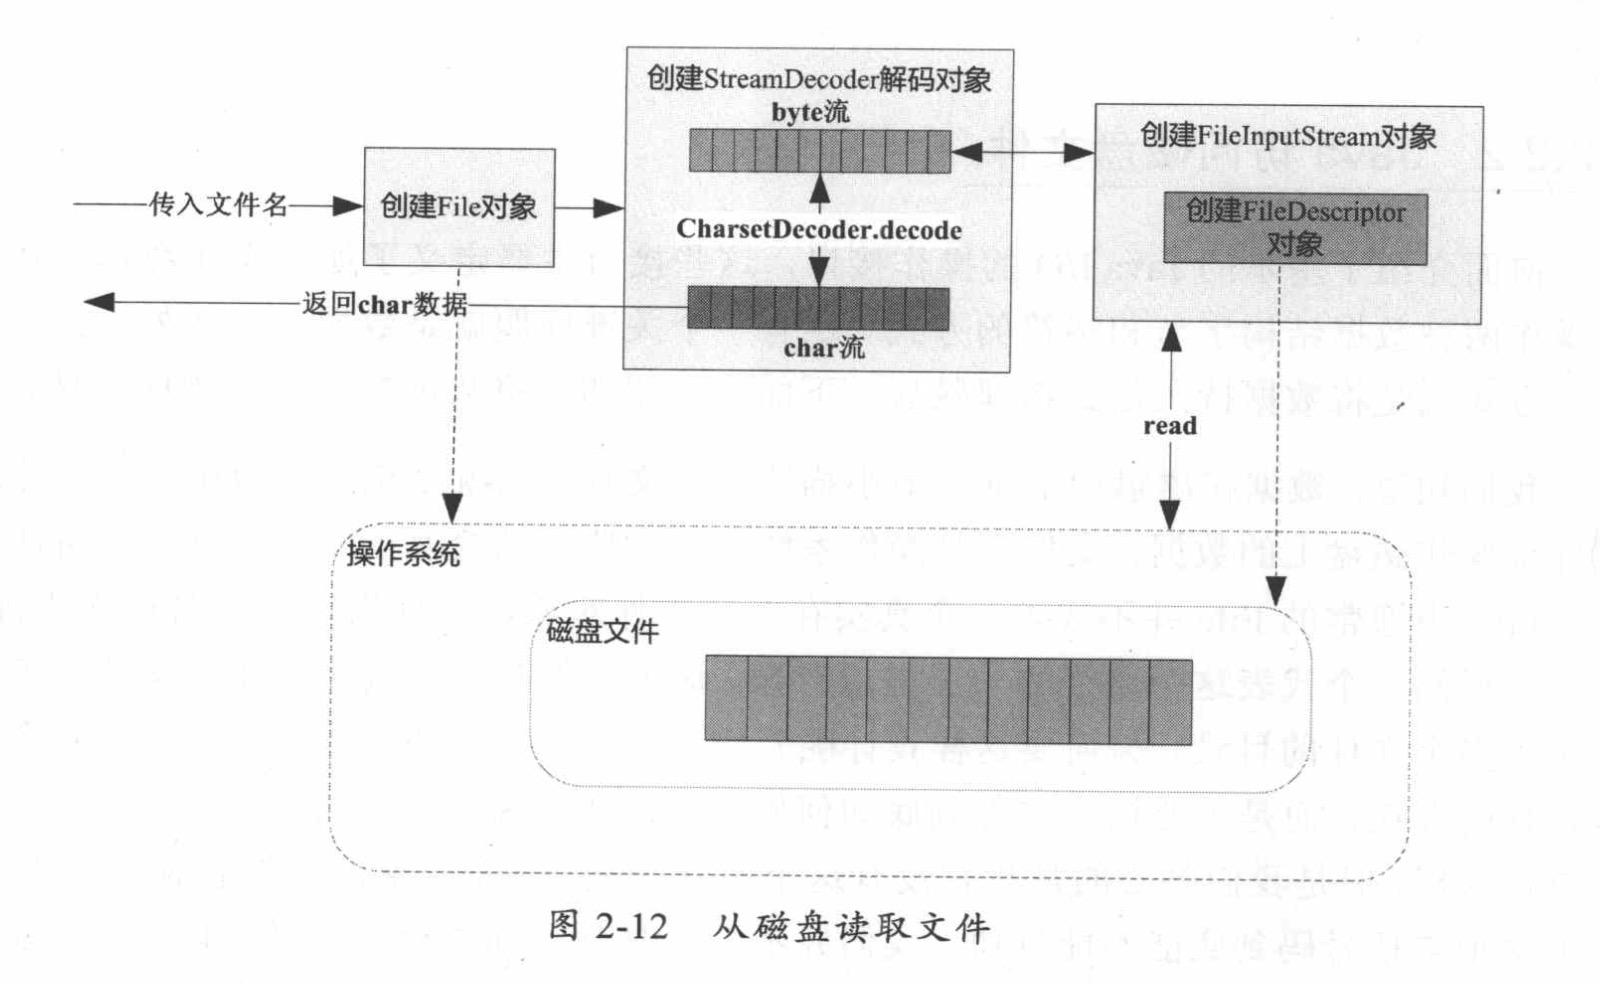 创建StreamDecoder解码对象
byte流
创建FileInputStream对象
传入文件名
创建File对象
创建FileDescriptor
对象
CharsetDecoder.decode
返回char数据
char流
read
操作系统
磁盘文件
图 2-12 从磁盘读取文件